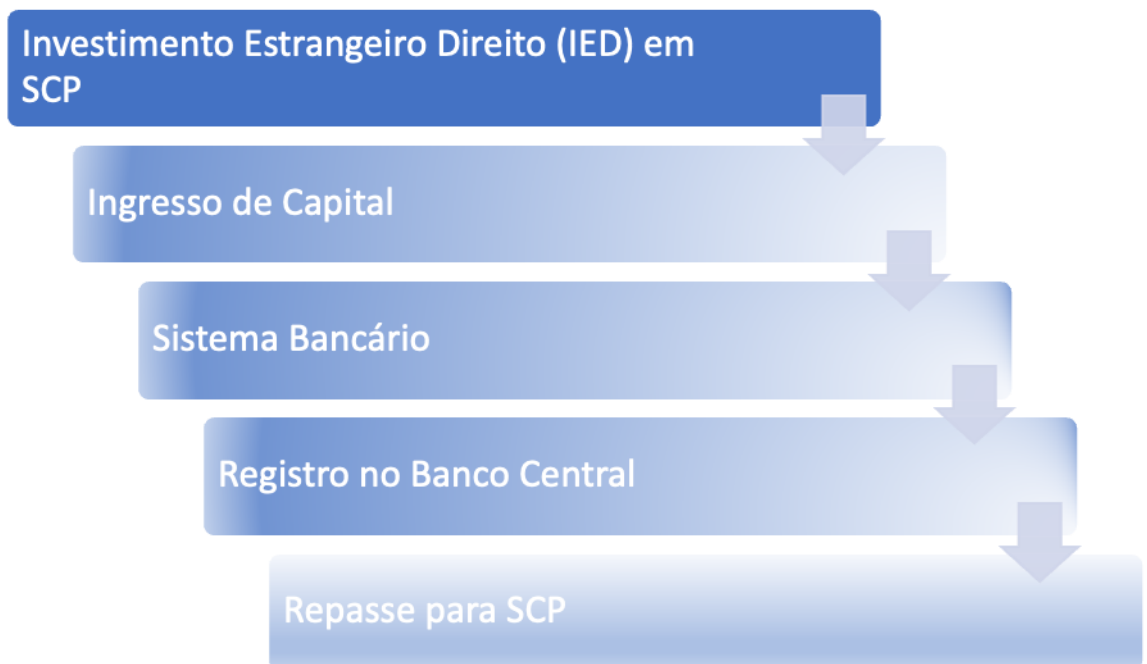 Investimento Estrangeiro Direito (IED) em
SCP
Ingresso de Capital
Sistema Bancário
Registro no Banco Central
Repasse para SCP